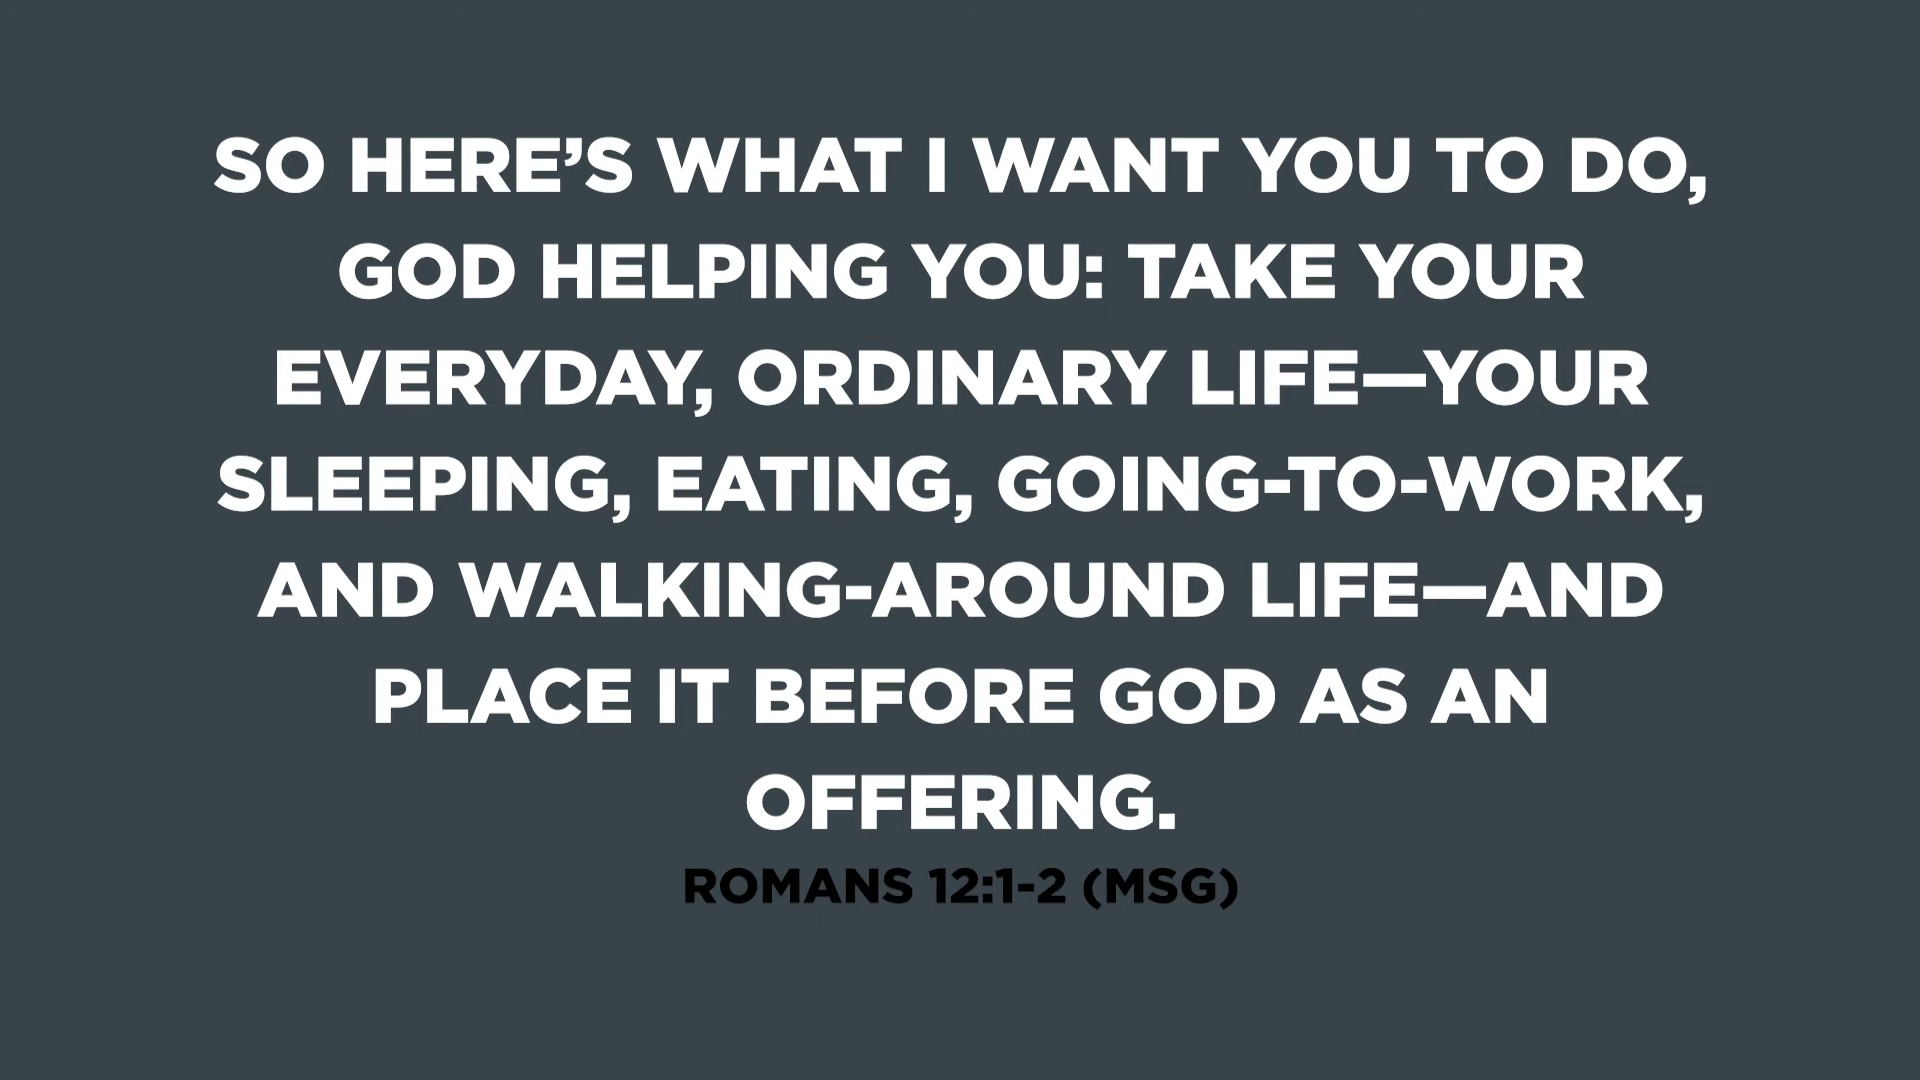 SO HERE’S WHAT I WANT YOU TO DO,
GOD HELPING YOU: TAKE YOUR
EVERYDAY, ORDINARY LIFE—YOUR
SLEEPING, EATING, GOING-TO-WORK,
AND WALKING-AROUND LIFE—AND
PLACE IT BEFORE GOD AS AN
OFFERING.
ROMANS 12:1-2 (MSG)